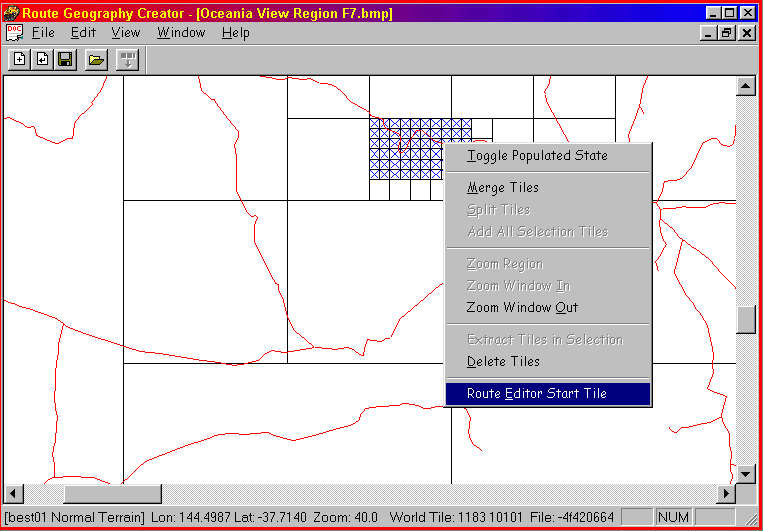 Route Geography Creator - [Oceania View Region F7.bmp]
DOC File Edit View Window Help
Toggle Populated State
Merge Tiles
Split Tiles
Add All Selection Tiles
Zoom Region
Zoom Window In
Zoom Window Out
Extract Tiles in Selection
Delete Tiles
Route Editor Start Tile
[best01 Normal Terrain] Lon: 144.4987 Lat: -37.7140 Zoom: 40.0 World Tile: 1183 10101 File: -4f420664 NUM